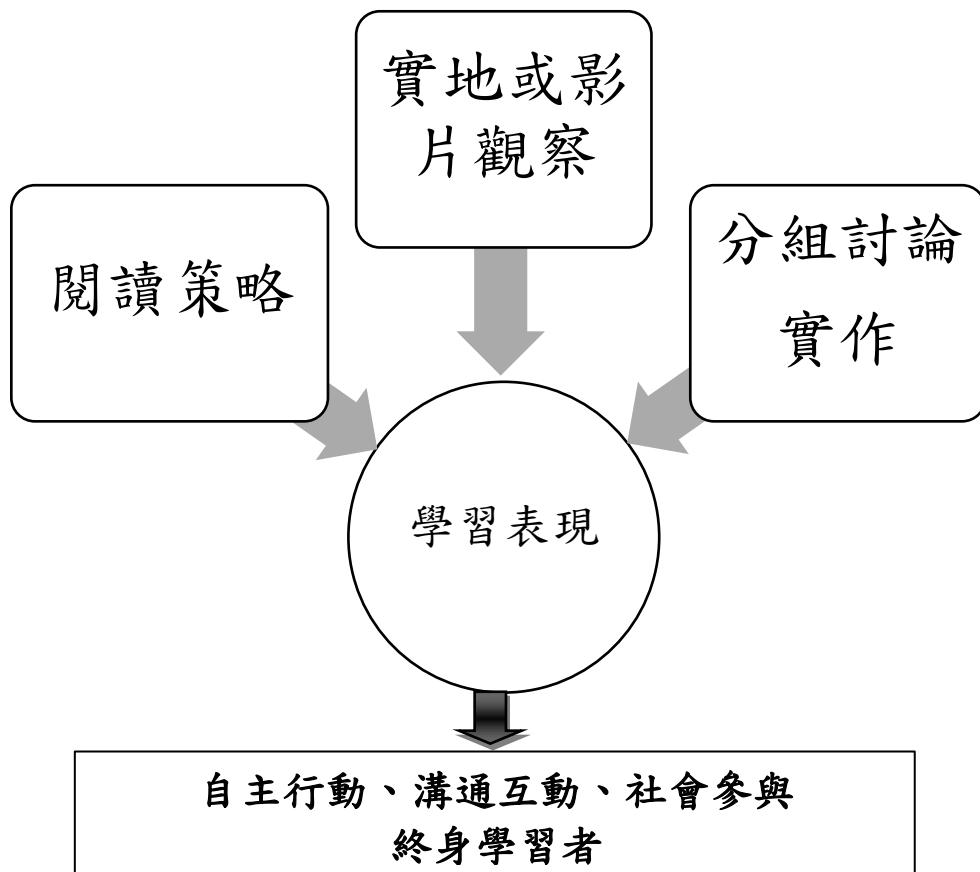 實地或影
片觀察
閱讀策略
分組討論
實作
學習表現
自主行動、溝通互動、社會參與
終身學習者